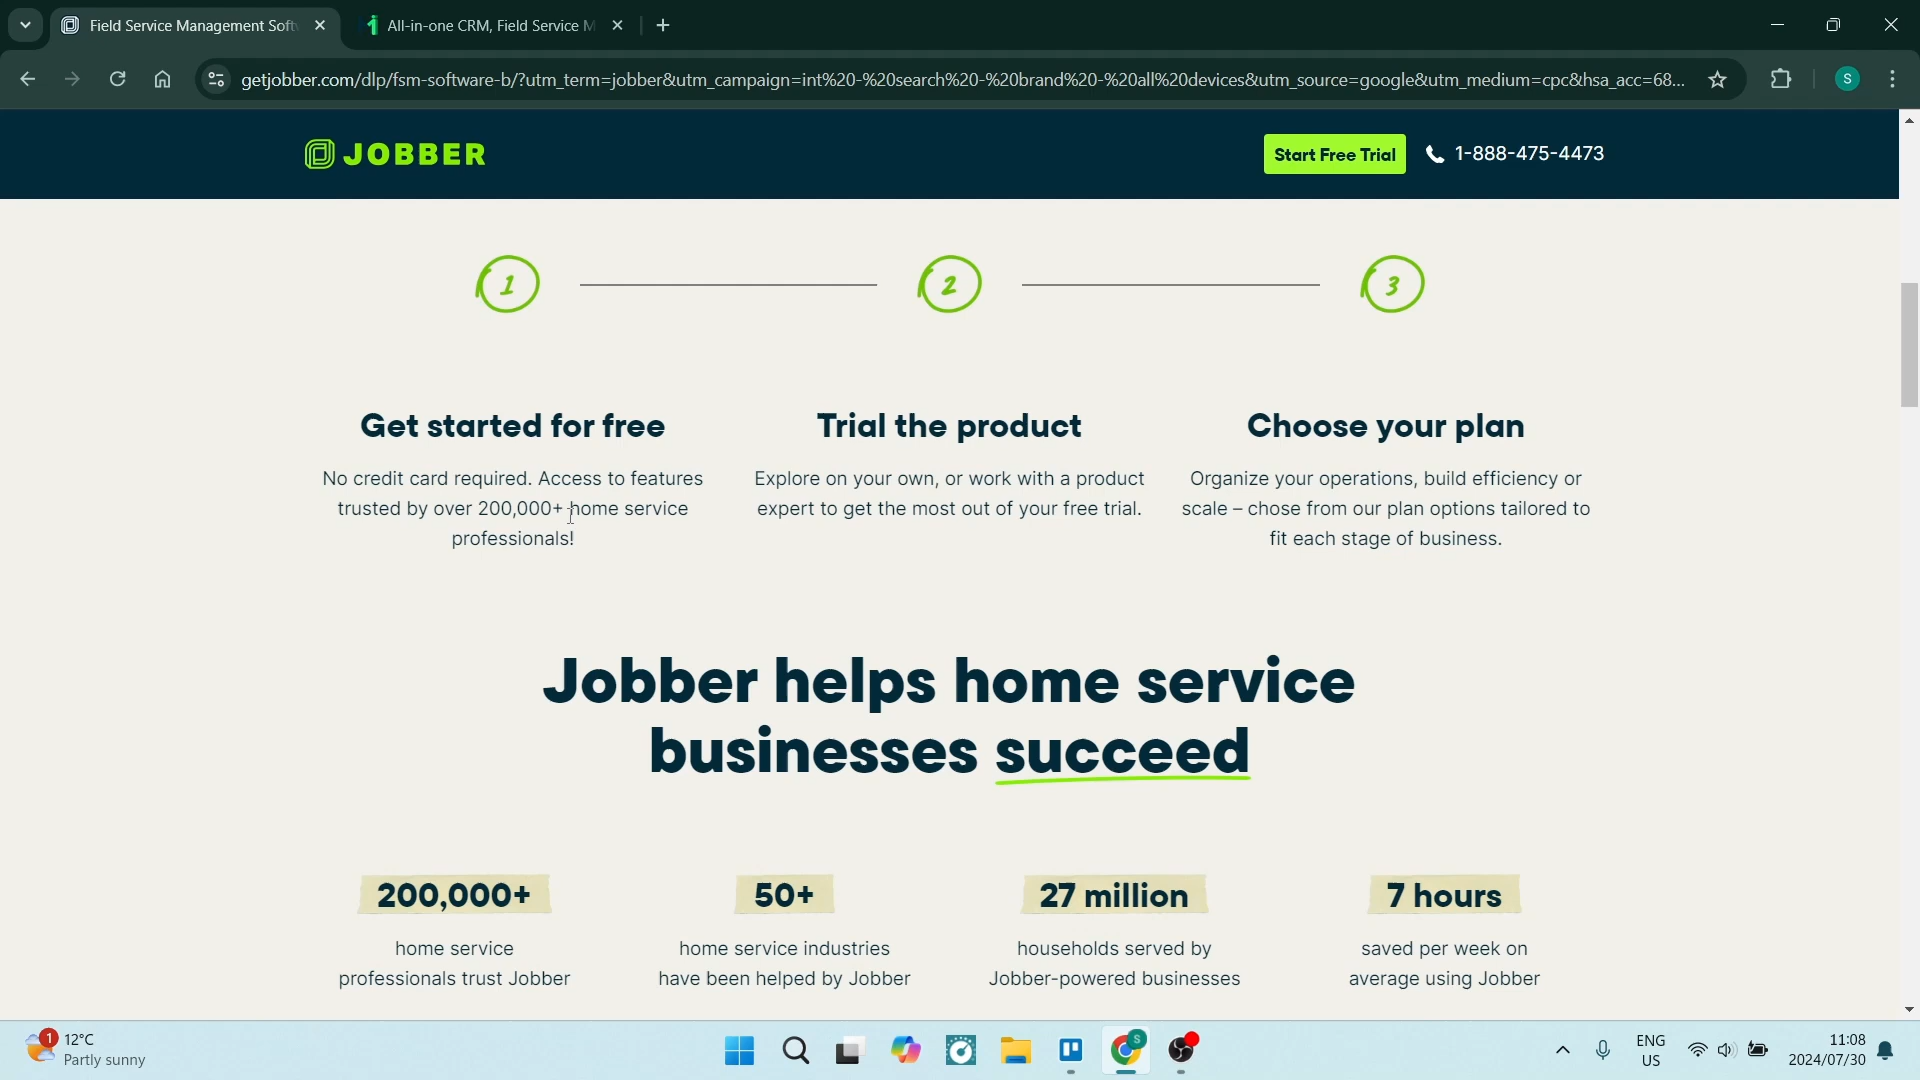 Field Service Management Soft
All-in-one CRM, Field Service M
getjobber.com/dlp/fsm-software-b/?utm_term=jobber&utm_campaign=int%20-%20search%20-%20brand%20-%20all%20devices&utm_source=google&utm_medium=cpc&hsa_acc=68...
S
JOBBER
Start Free Trial
1-888-475-4473
1
2
3
Get started for free
No credit card required. Access to features
trusted by over 200,000+ home service
professionals!
Trial the product
Explore on your own, or work with a product
expert to get the most out of your free trial.
Choose your plan
Organize your operations, build efficiency or
scale – chose from our plan options tailored to
fit each stage of business.
Jobber helps home service
businesses succeed
200,000+
home service
professionals trust Jobber
50+
home service industries
have been helped by Jobber
27 million
households served by
Jobber-powered businesses
7 hours
saved per week on
average using Jobber
1
12°C
Partly sunny
S
ENG
US
11:08
2024/07/30